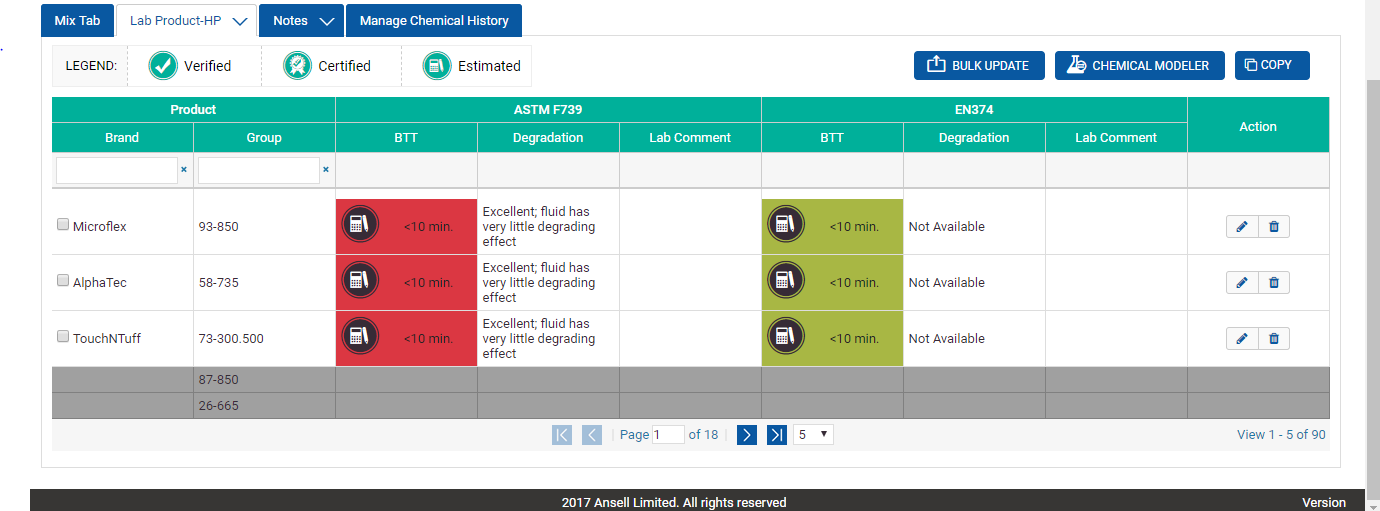 Mix Tab Lab Product-HP Notes Manage Chemical History
LEGEND: Verified Certified Estimated BULK UPDATE CHEMICAL MODELER COPY
Product ASTM F739 EN374 Action
Brand Group BTT Degradation Lab Comment BTT Degradation Lab Comment
× ×
Microflex 93-850 <10 min. Excellent; fluid has very little degrading effect <10 min. Not Available
AlphaTec 58-735 <10 min. Excellent; fluid has very little degrading effect <10 min. Not Available
TouchNTuff 73-300.500 <10 min. Excellent; fluid has very little degrading effect <10 min. Not Available
87-850
26-665
Page 1 of 18 5 View 1 - 5 of 90
2017 Ansell Limited. All rights reserved Version